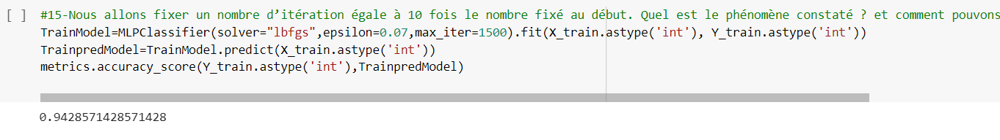 [ ] #15-Nous allons fixer un nombre d’itération égale à 10 fois le nombre fixé au début. Quel est le phénomène constaté ? et comment pouvons
TrainModel=MLPClassifier(solver="lbfgs",epsilon=0.07,max_iter=1500).fit(X_train.astype('int'), Y_train.astype('int'))
TrainpredModel=TrainModel.predict(X_train.astype('int'))
metrics.accuracy_score(Y_train.astype('int'),TrainpredModel)
0.9428571428571428